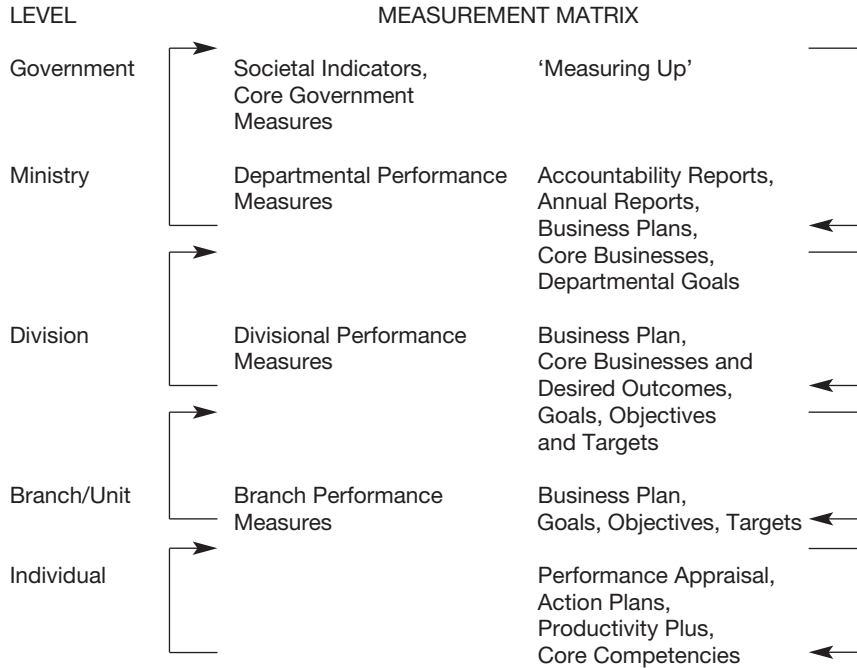 LEVEL MEASUREMENT MATRIX
Government Societal Indicators, ‘Measuring Up’
Core Government
Measures
Ministry Departmental Performance Accountability Reports,
Measures Annual Reports,
Business Plans,
Core Businesses,
Departmental Goals
Division Divisional Performance Business Plan,
Measures Core Businesses and
Desired Outcomes,
Goals, Objectives
and Targets
Branch/Unit Branch Performance Business Plan,
Measures Goals, Objectives, Targets
Individual Performance Appraisal,
Action Plans,
Productivity Plus,
Core Competencies